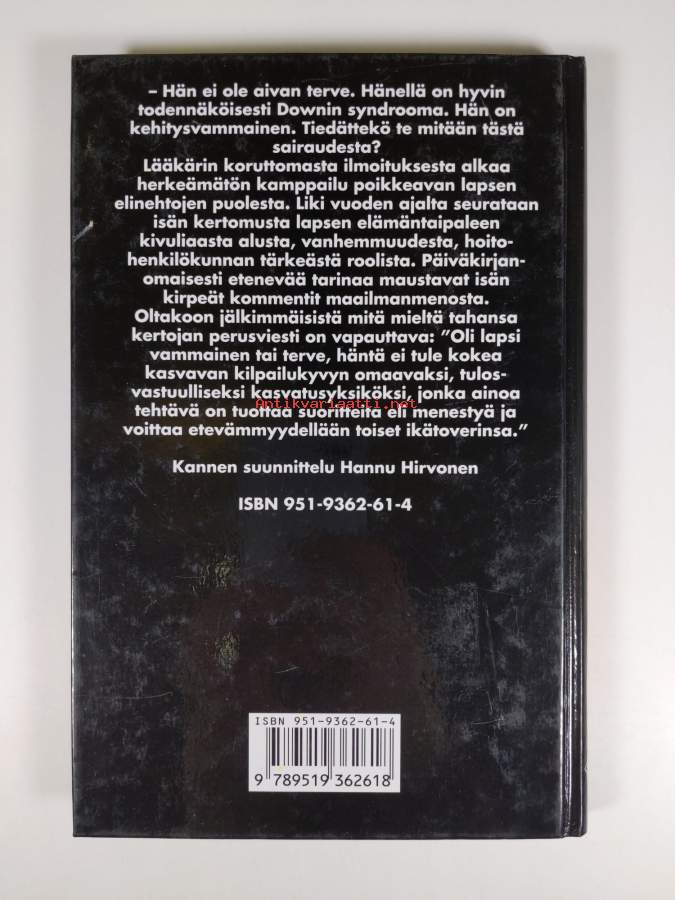 – Hän ei ole aivan terve. Hänellä on hyvin
todennäköisesti Downin syndrooma. Hän on
kehitysvammainen. Tiedättekö te mitään tästä
sairaudesta?
Lääkärin koruttomasta ilmoituksesta alkaa
herkeämätön kamppailu poikkeavan lapsen
elinehtojen puolesta. Liki vuoden ajalta seurataan
isän kertomusta lapsen elämäntaipaleen
kivuliaasta alusta, vanhemmuudesta, hoito-
henkilökunnan tärkeästä roolista. Päiväkirjan-
omaisesti etenevää tarinaa maustavat isän
kirpeät kommentit maailmanmenosta.
Oltakoon jälkimmäisistä mitä mieltä tahansa
kertojan perusviesti on vapauttava: ”Oli lapsi
vammainen tai terve, häntä ei tule kokea
kasvavan kilpailukyvyn omaavaksi, tulos-
vastuulliseksi kasvatusyksiköksi, jonka ainoa
Antikvariaatti.net
tehtävä on tuottaa suoritteita eli menestyä ja
voittaa etevämmyydellään toiset ikätoverinsa.”
Kannen suunnittelu Hannu Hirvonen
ISBN 951-9362-61-4
ISBN 951-9362-61-4
9 789519 362618